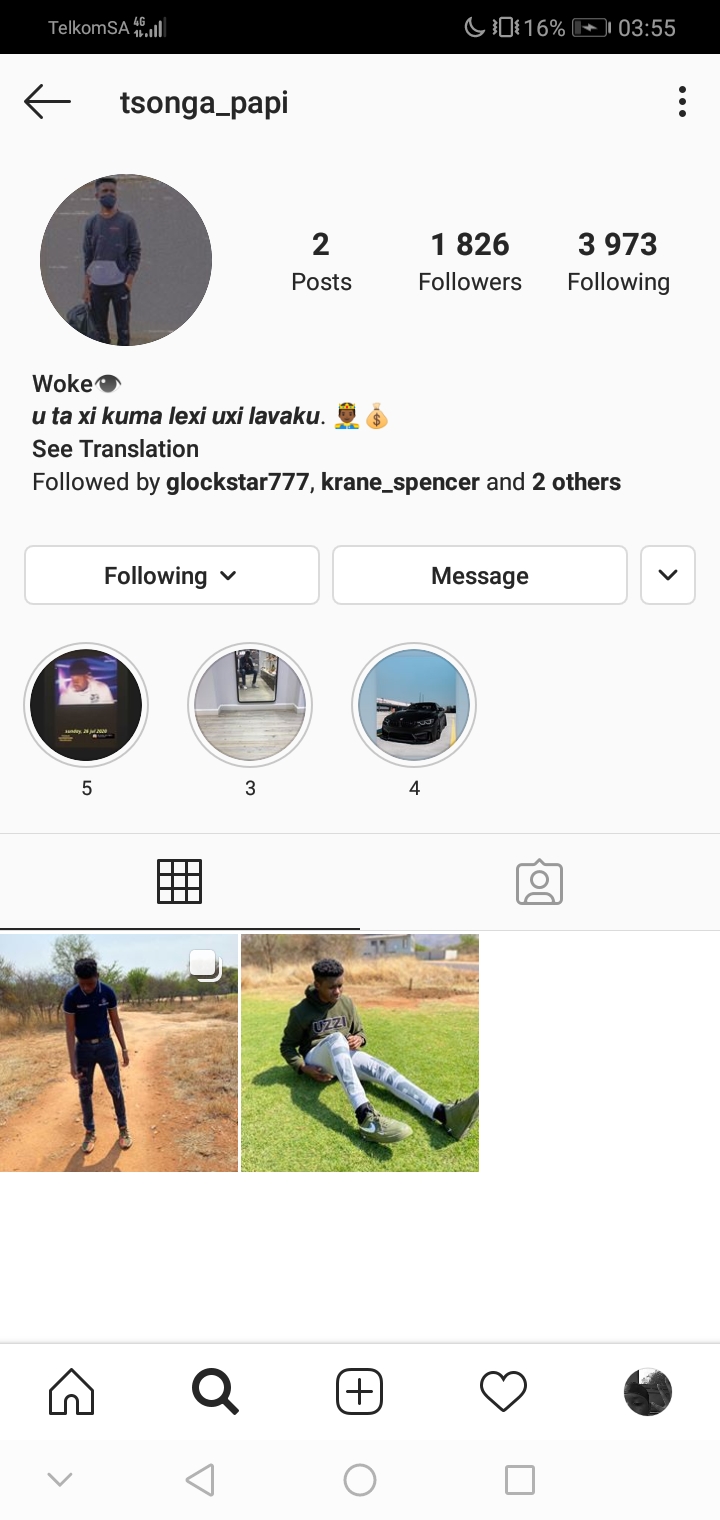 TelkomSA 4G 16% 03:55
tsonga_papi
2 1 826 3 973
Posts Followers Following
Woke👁
u ta xi kuma lexi uxi lavaku. 🤴🏾💰
See Translation
Followed by glockstar777, krane_spencer and 2 others
Following Message
sunday, 26 jul 2020
5 3 4
UZZI